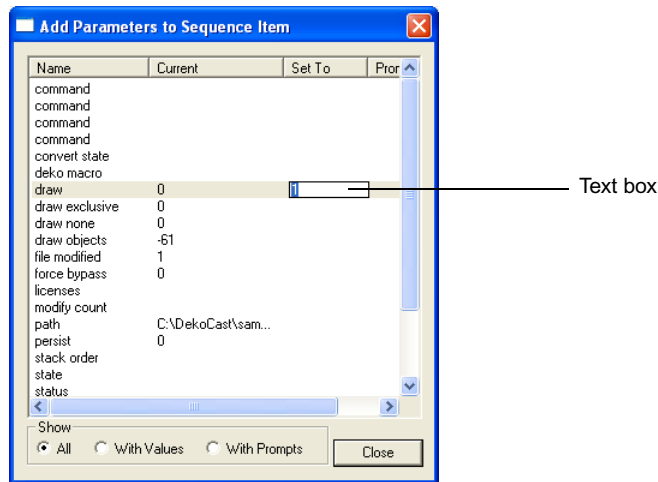 Add Parameters to Sequence Item
Name Current Set To Pror
command
command
command
command
convert state
deko macro
draw 0 1
draw exclusive 0
draw none 0
draw objects -61
file modified 1
force bypass 0
licenses
modify count
path C:\DekoCast\sam...
persist 0
stack order
state
status
Show
All With Values With Prompts
Close
Text box